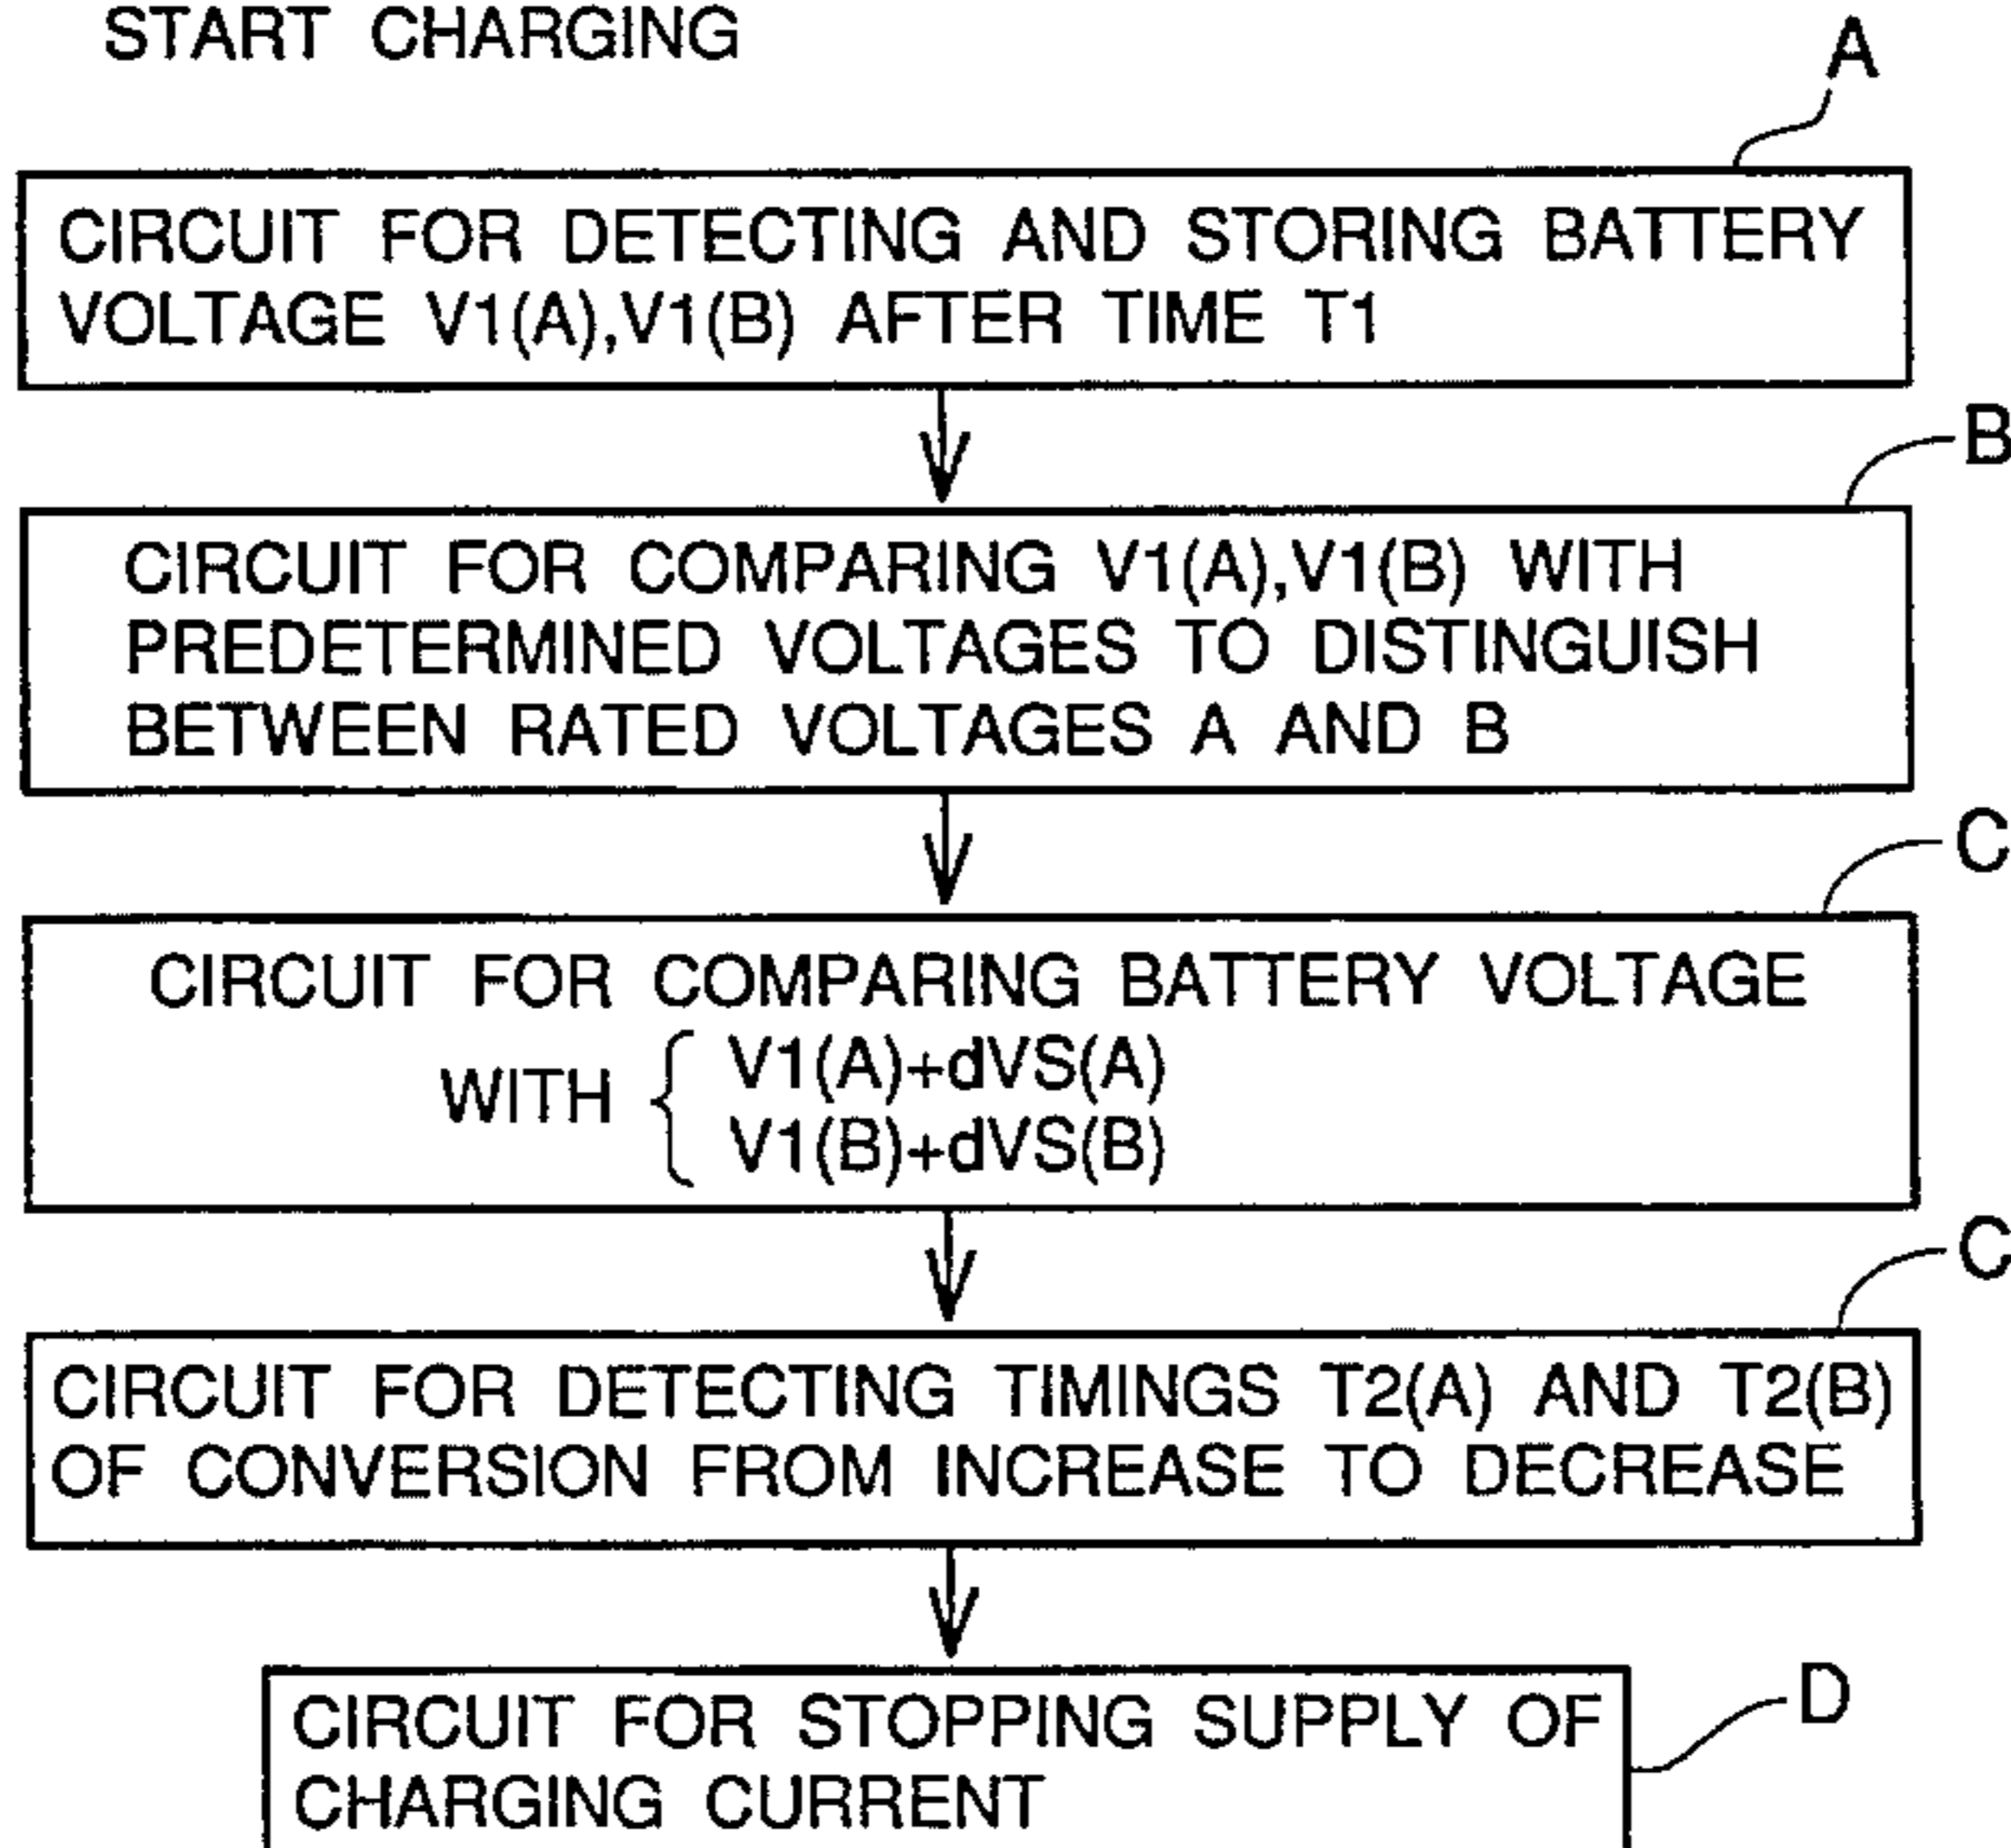 START CHARGING
A
CIRCUIT FOR DETECTING AND STORING BATTERY
VOLTAGE V1(A),V1(B) AFTER TIME T1
B
CIRCUIT FOR COMPARING V1(A),V1(B) WITH
PREDETERMINED VOLTAGES TO DISTINGUISH
BETWEEN RATED VOLTAGES A AND B
C
CIRCUIT FOR COMPARING BATTERY VOLTAGE
WITH { V1(A)+dVS(A)
V1(B)+dVS(B)
C
CIRCUIT FOR DETECTING TIMINGS T2(A) AND T2(B)
OF CONVERSION FROM INCREASE TO DECREASE
D
CIRCUIT FOR STOPPING SUPPLY OF
CHARGING CURRENT